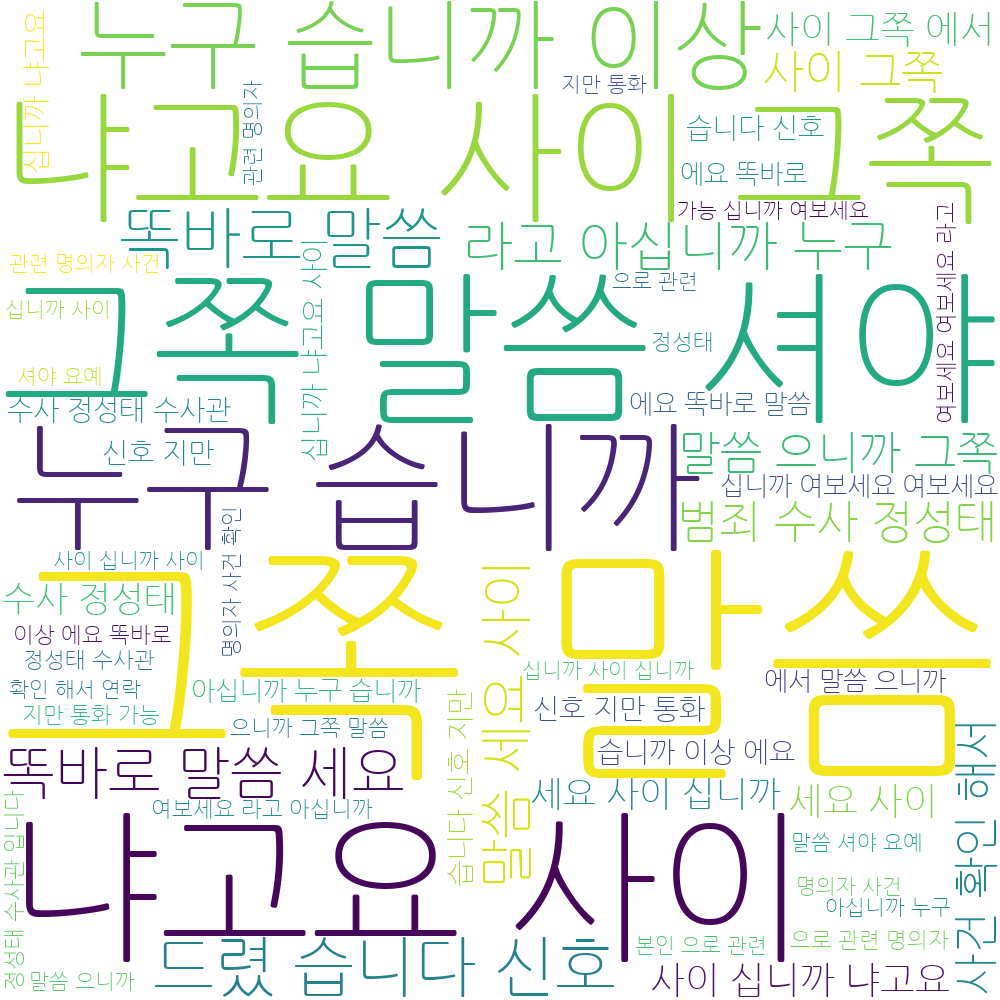 누구 습니까 이상
사이 그쪽 에서
사이 그쪽
지만 통화
십니까 냐고요
관련 명의자
냐고요 사이 그쪽
습니다 신호
에요 똑바로
가능 십니까 여보세요
똑바로 말씀
라고 아십니까 누구
여보세요 여보세요 라고
관련 명의자 사건
십니까 냐고요 사이
으로 관련
십니까 사이
그쪽 말씀 셔야
정성태
셔야 요예
수사 정성태 수사관
에요 똑바로 말씀
누구 습니까
신호 지만
말씀 으니까 그쪽
십니까 여보세요 여보세요
범죄 수사 정성태
명의자 사건 확인
사이 십니까 사이
그쪽 말씀
수사 정성태
이상 에요 똑바로
정성태 수사관
확인 해서 연락
아십니까 누구 습니까
십니까 사이 십니까
에서 말씀 으니까
지만 통화 가능
으니까 그쪽 말씀
습니다 신호 지만
말씀 세요 사이
신호 지만 통화
습니까 이상 에요
사건 확인 해서
똑바로 말씀 세요
세요 사이 십니까
세요 사이
여보세요 라고 아십니까
정성태 수사관 입니다
냐고요 사이
말씀 셔야 요예
명의자 사건
아십니까 누구
드렸 습니다 신호
본인 으로 관련
으로 관련 명의자
말씀 으니까
사이 십니까 냐고요